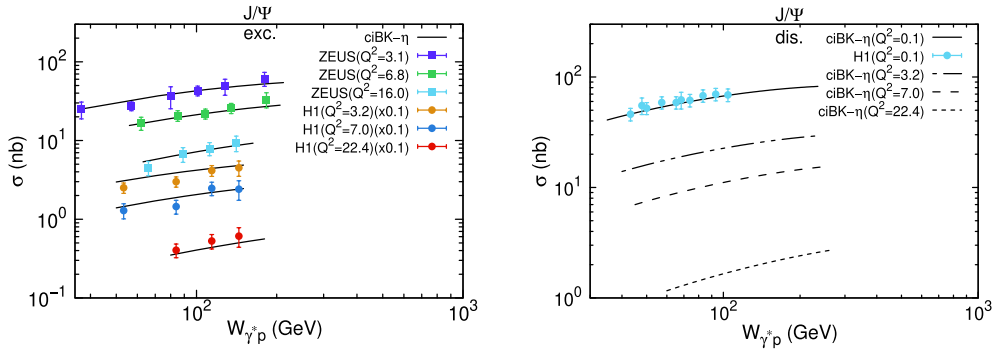 J/Ψ
exc.
ciBK−η
ZEUS(Q²=3.1)
ZEUS(Q²=6.8)
ZEUS(Q²=16.0)
H1(Q²=3.2)(x0.1)
H1(Q²=7.0)(x0.1)
H1(Q²=22.4)(x0.1)
10²
10¹
10⁰
10⁻¹
σ (nb)
10²
10³
W_γ*p (GeV)
J/Ψ
dis.
ciBK−η(Q²=0.1)
H1(Q²=0.1)
ciBK−η(Q²=3.2)
ciBK−η(Q²=7.0)
ciBK−η(Q²=22.4)
10²
10¹
10⁰
σ (nb)
10²
10³
W_γ*p (GeV)